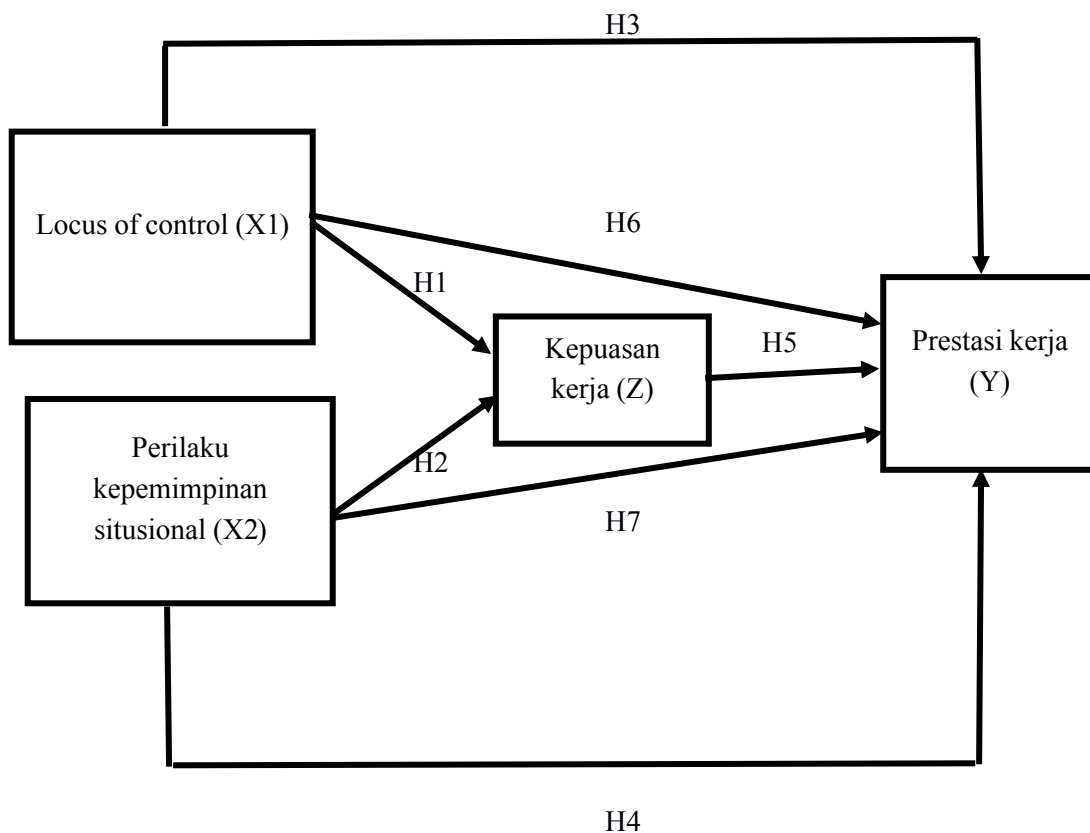 H3
Locus of control (X1)
H6
H1
Kepuasan
kerja (Z)
H5
Prestasi kerja
(Y)
Perilaku
kepemimpinan
situsional (X2)
H2
H7
H4